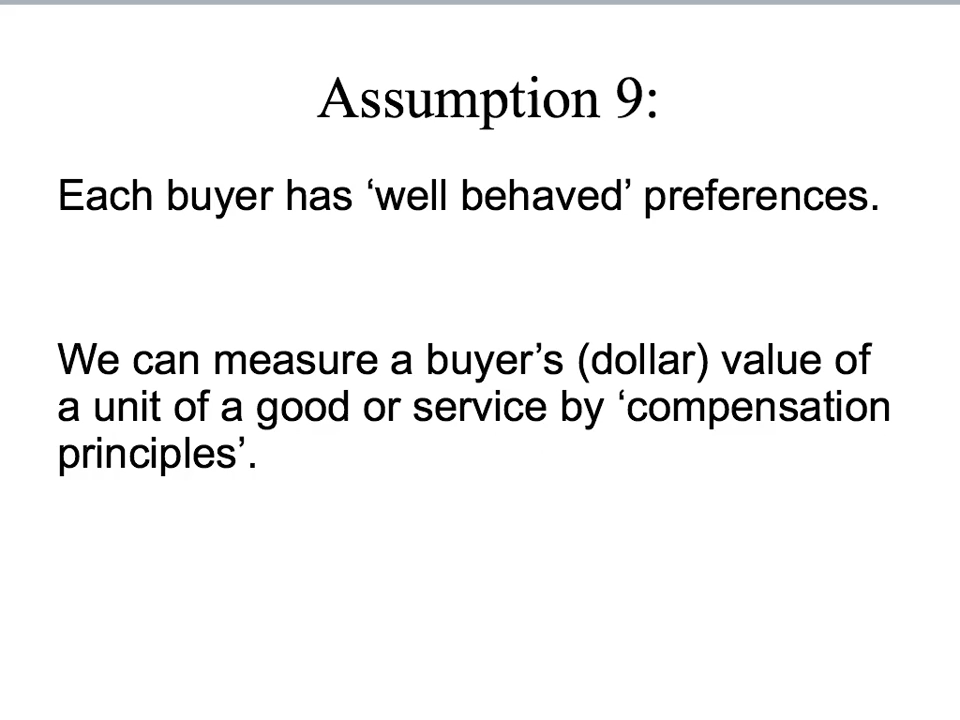 Assumption 9:
Each buyer has ‘well behaved’ preferences.
We can measure a buyer’s (dollar) value of
a unit of a good or service by ‘compensation
principles’.